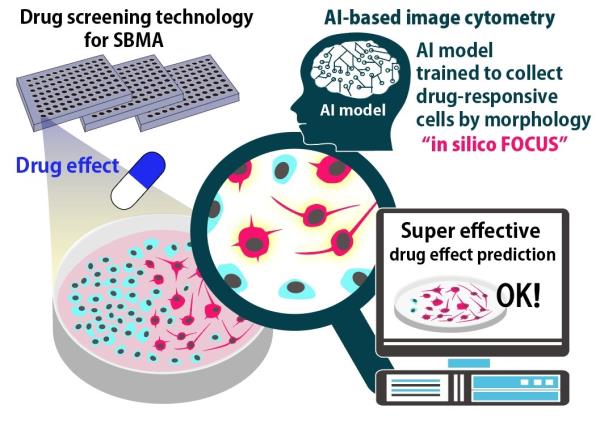 Drug screening technology
for SBMA
AI-based image cytometry
AI model
trained to collect
drug-responsive
cells by morphology
"in silico FOCUS"
AI model
Drug effect
Super effective
drug effect prediction
OK!